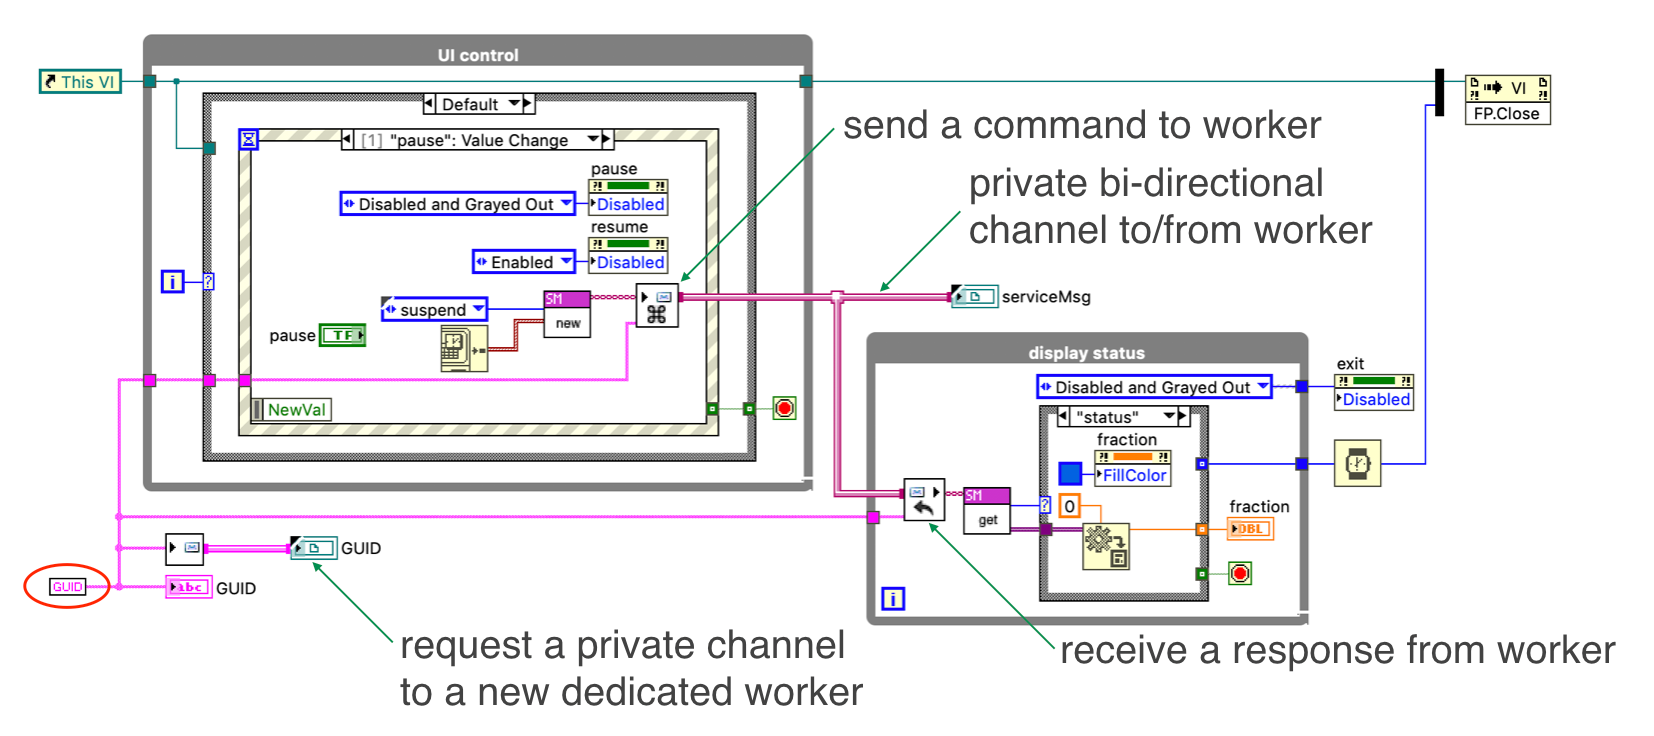 UI control
This VI
Default
VI
FP.Close
send a command to worker
[1] "pause": Value Change
pause
private bi-directional
channel to/from worker
Disabled and Grayed Out
Disabled
resume
Enabled
Disabled
SM
new
suspend
serviceMsg
pause
TF
display status
exit
Disabled and Grayed Out
Disabled
NewVal
"status"
fraction
FillColor
SM
get
?
?
0
fraction
DBL
GUID
GUID
abc
GUID
i
i
request a private channel
to a new dedicated worker
receive a response from worker